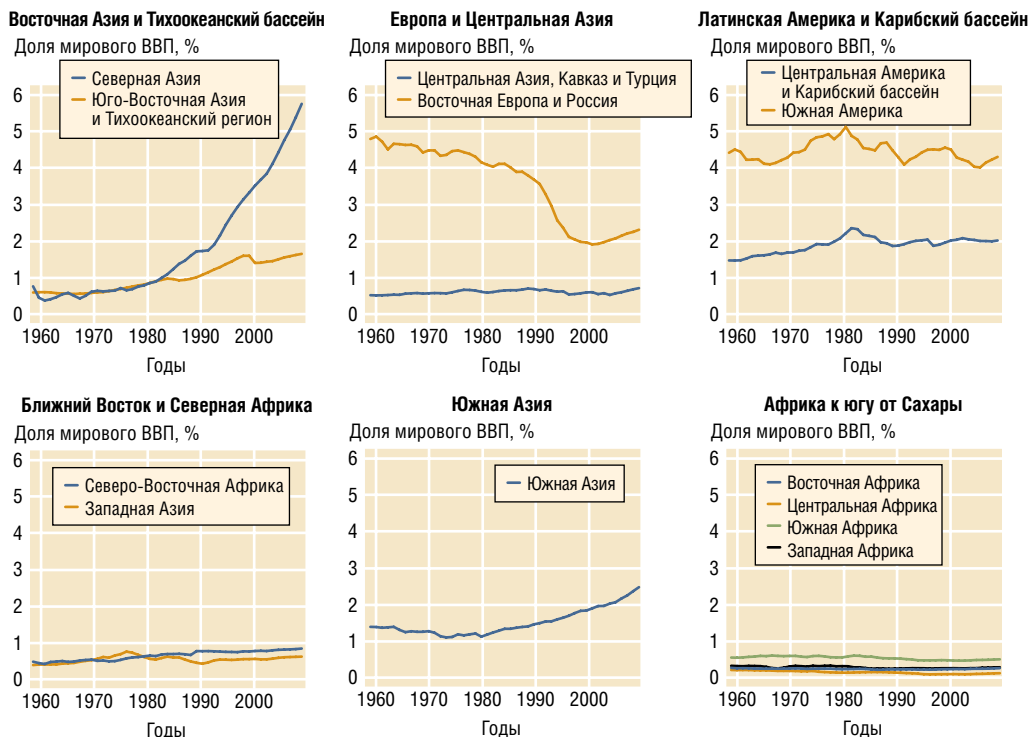 Восточная Азия и Тихоокеанский бассейн
Доля мирового ВВП, %
Северная Азия
Юго-Восточная Азия
и Тихоокеанский регион
6
5
4
3
2
1
0
1960 1970 1980 1990 2000
Годы
Европа и Центральная Азия
Доля мирового ВВП, %
Центральная Азия, Кавказ и Турция
Восточная Европа и Россия
6
5
4
3
2
1
0
1960 1970 1980 1990 2000
Годы
Латинская Америка и Карибский бассейн
Доля мирового ВВП, %
Центральная Америка
и Карибский бассейн
Южная Америка
6
5
4
3
2
1
0
1960 1970 1980 1990 2000
Годы
Ближний Восток и Северная Африка
Доля мирового ВВП, %
Северо-Восточная Африка
Западная Азия
6
5
4
3
2
1
0
1960 1970 1980 1990 2000
Годы
Южная Азия
Доля мирового ВВП, %
Южная Азия
6
5
4
3
2
1
0
1960 1970 1980 1990 2000
Годы
Африка к югу от Сахары
Доля мирового ВВП, %
Восточная Африка
Центральная Африка
Южная Африка
Западная Африка
6
5
4
3
2
1
0
1960 1970 1980 1990 2000
Годы